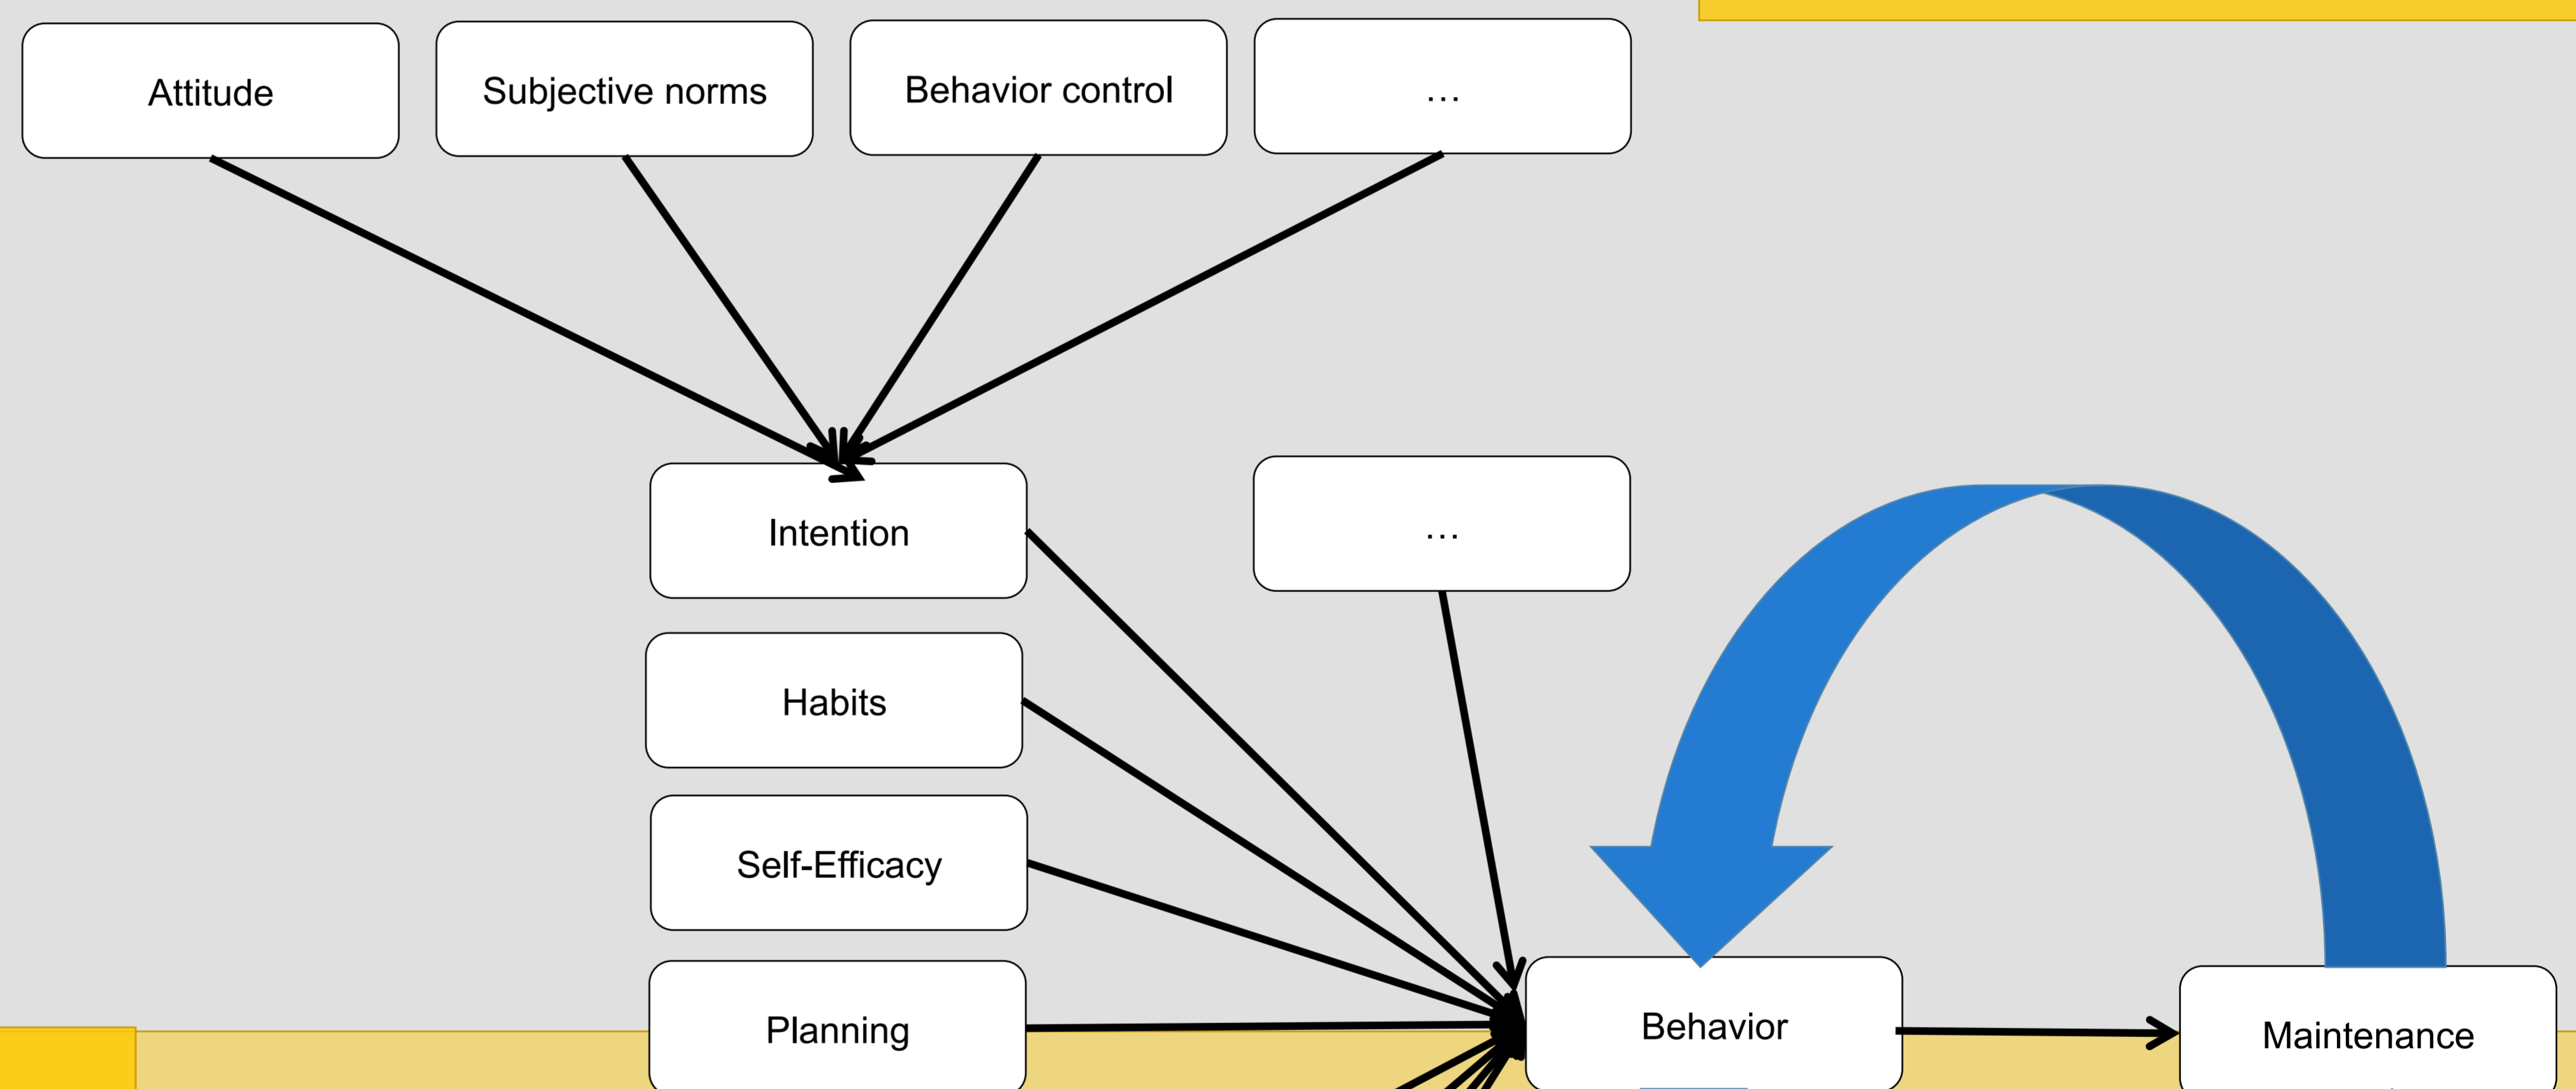 Attitude
Subjective norms
Behavior control
…
Intention
…
Habits
Self-Efficacy
Planning
Behavior
Maintenance